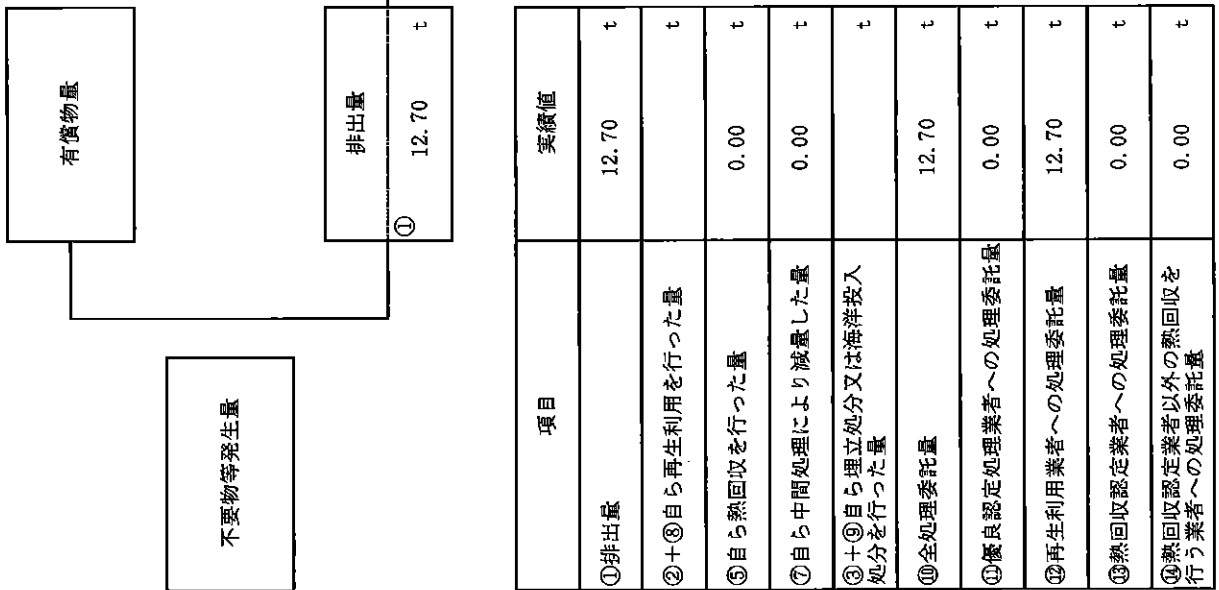 不要物等発生量
有償物量
排出量
① 12.70 t
項目 実績値
①排出量 12.70 t
②+⑧自ら再生利用を行った量 t
⑤自ら熱回収を行った量 0.00 t
⑦自ら中間処理により減量した量 0.00 t
③+⑨自ら埋立処分又は海洋投入
処分を行った量 t
⑩全処理委託量 12.70 t
⑪優良認定処理業者への処理委託量 0.00 t
⑫再生利用業者への処理委託量 12.70 t
⑬熱回収認定業者への処理委託量 0.00 t
⑭熱回収認定業者以外の熱回収を
行う業者への処理委託量 0.00 t